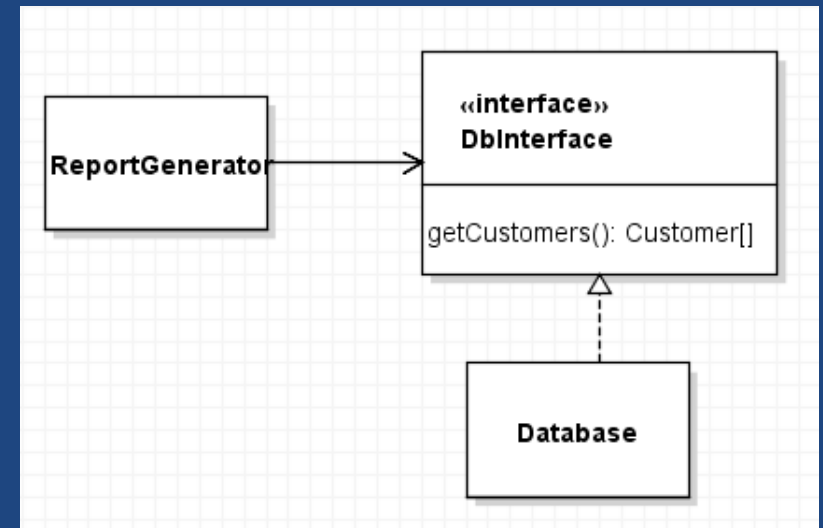 ReportGenerator
«interface»
DbInterface
getCustomers(): Customer[]
Database